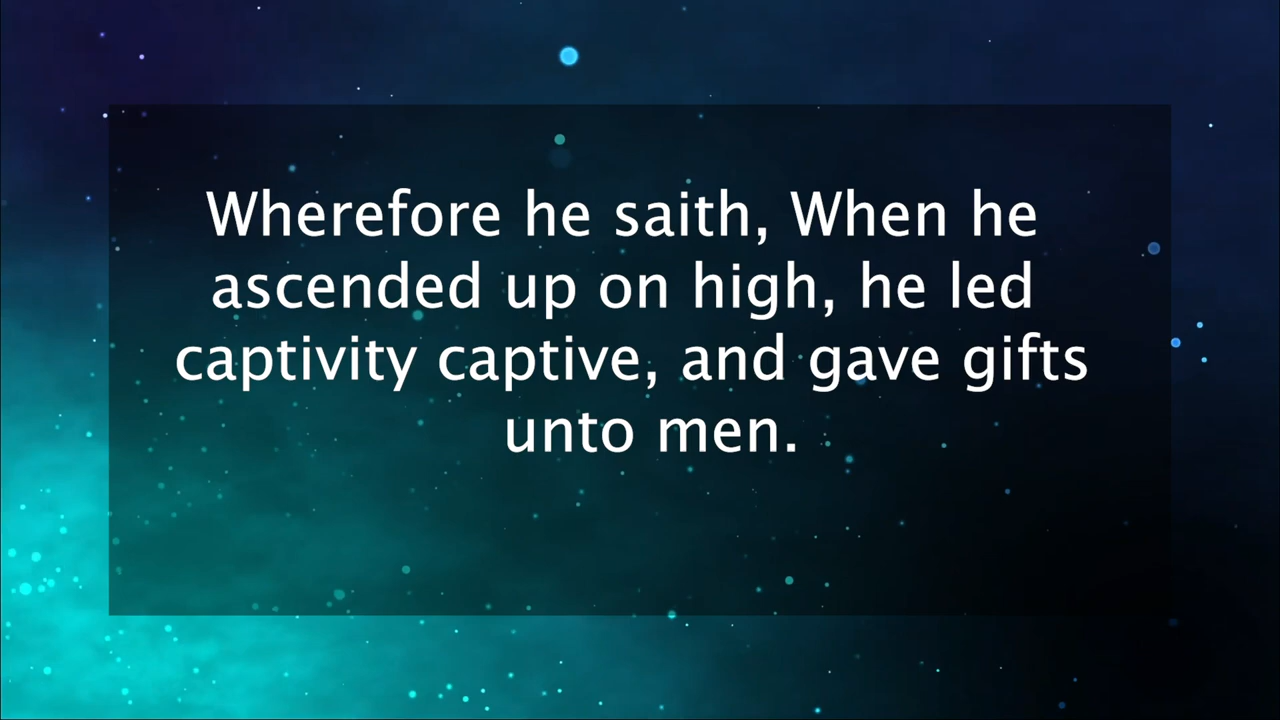 Wherefore he saith, When he
ascended up on high, he led
captivity captive, and gave gifts
unto men.